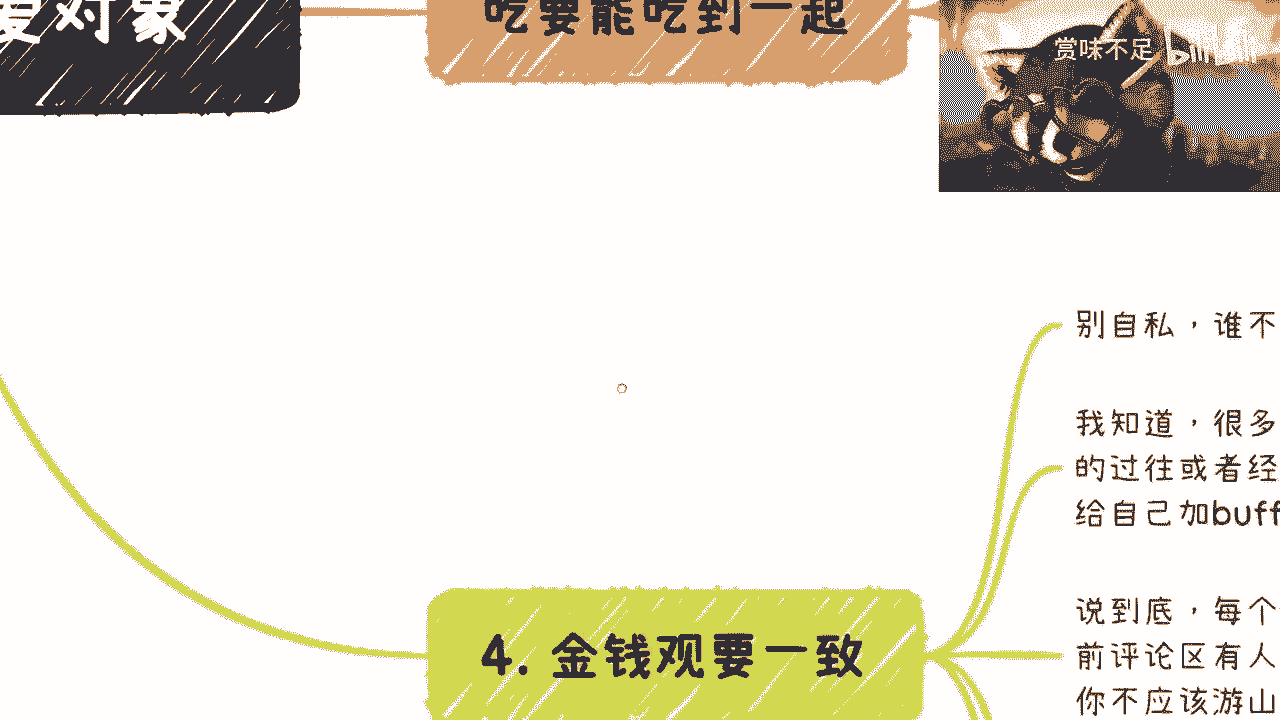 爱对象
吃要能吃到一起
赏味不足 bilibili
别自私，谁不
我知道，很多
的过往或者经
给自己加buff
4. 金钱观要一致
说到底，每个
前评论区有人
你不应该游山